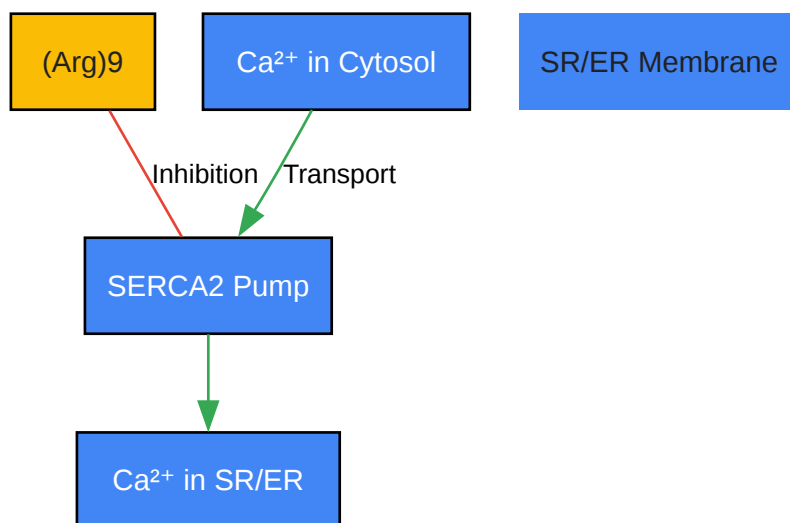 (Arg)9
Ca²⁺ in Cytosol
SR/ER Membrane
Inhibition
Transport
SERCA2 Pump
Ca²⁺ in SR/ER